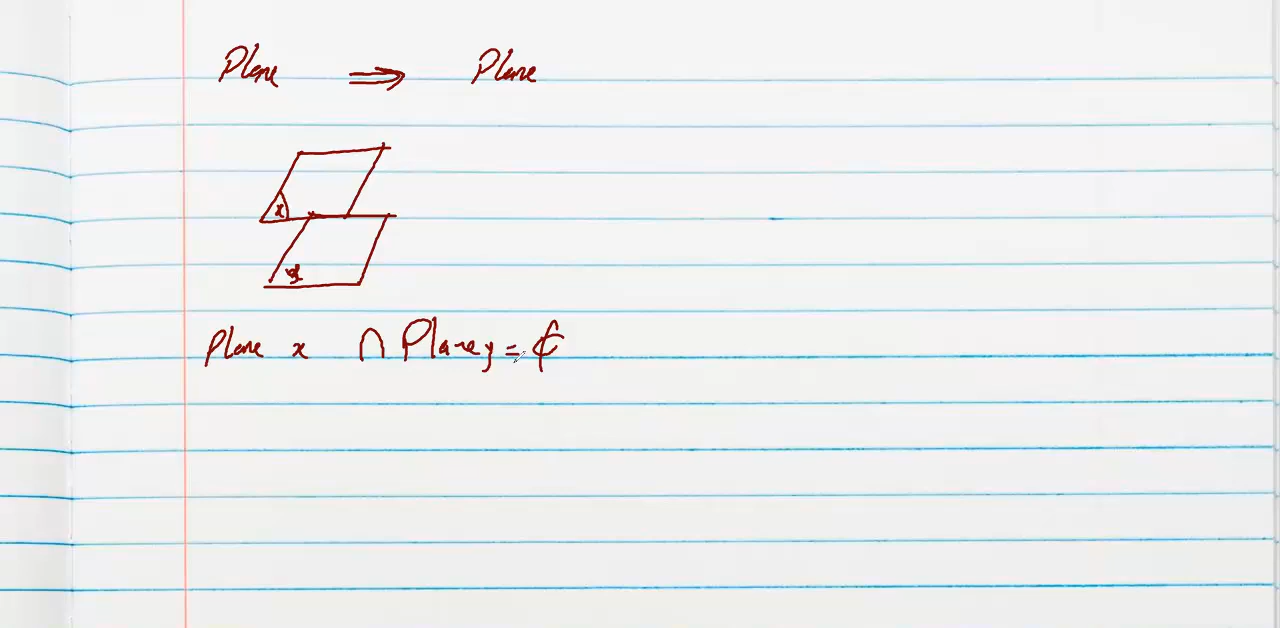 Plane ⇒ Plane
x
y
Plane x ∩ Plane y = ¢